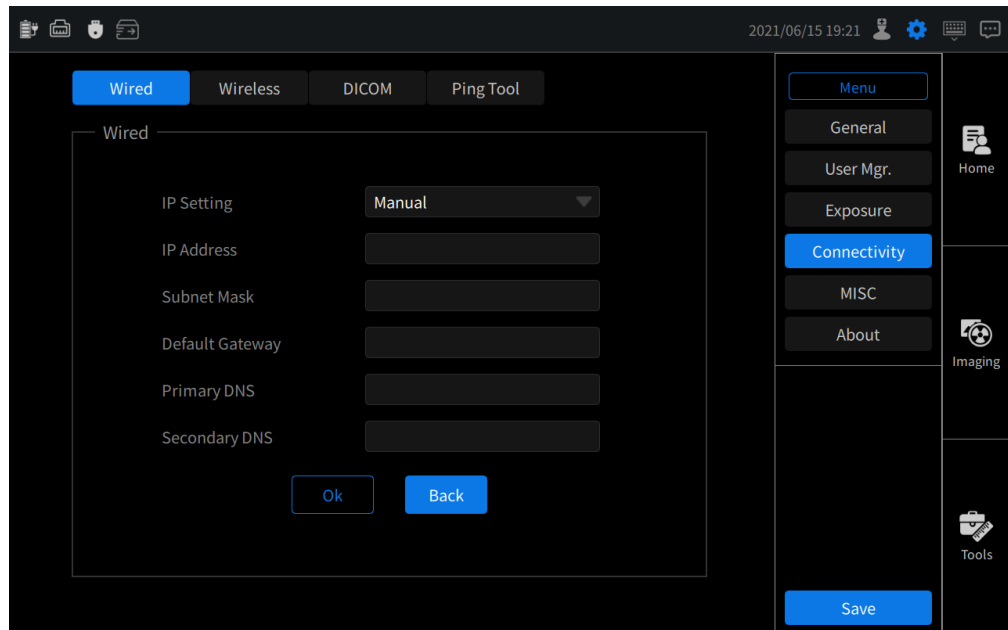 2021/06/15 19:21
Wired
Wireless
DICOM
Ping Tool
Wired
IP Setting
Manual
IP Address
Subnet Mask
Default Gateway
Primary DNS
Secondary DNS
Ok
Back
Menu
General
User Mgr.
Exposure
Connectivity
MISC
About
Save
Home
Imaging
Tools